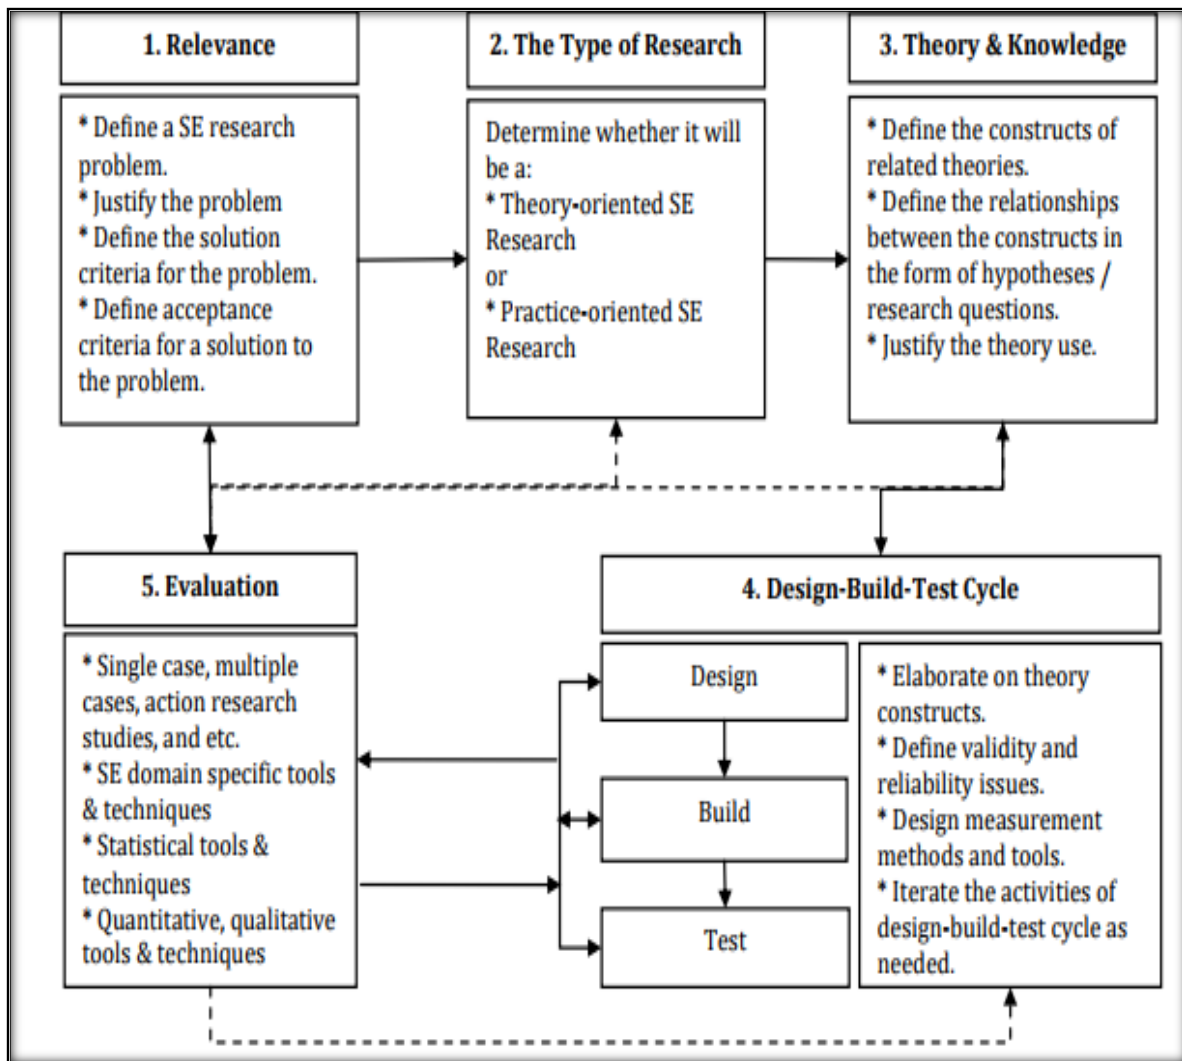 1. Relevance
* Define a SE research
problem.
* Justify the problem
* Define the solution
criteria for the problem.
* Define acceptance
criteria for a solution to
the problem.
2. The Type of Research
Determine whether it will
be a:
* Theory-oriented SE
Research
or
* Practice-oriented SE
Research
3. Theory & Knowledge
* Define the constructs of
related theories.
* Define the relationships
between the constructs in
the form of hypotheses /
research questions.
* Justify the theory use.
5. Evaluation
* Single case, multiple
cases, action research
studies, and etc.
* SE domain specific tools
& techniques
* Statistical tools &
techniques
* Quantitative, qualitative
tools & techniques
4. Design-Build-Test Cycle
Design
Build
Test
* Elaborate on theory
constructs.
* Define validity and
reliability issues.
* Design measurement
methods and tools.
* Iterate the activities of
design-build-test cycle as
needed.